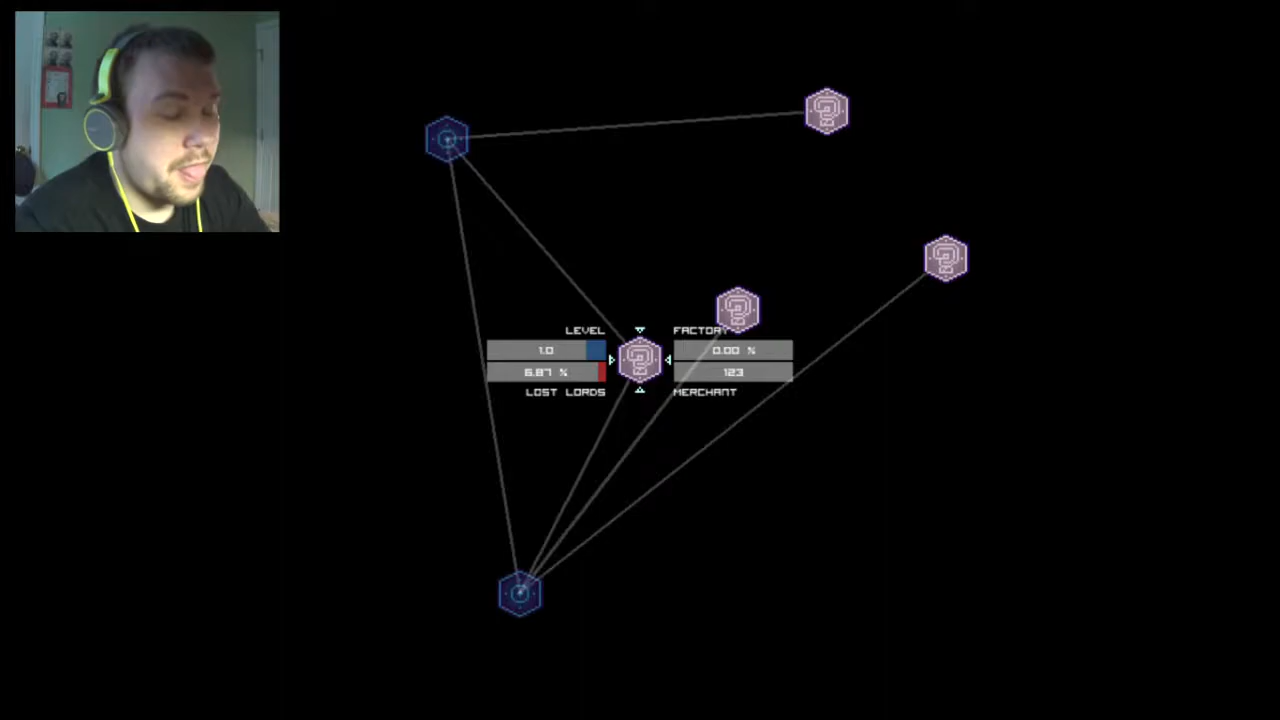 LEVEL
FACTORY
1.0
0.00 %
6.87 %
123
LOST LORDS
MERCHANT